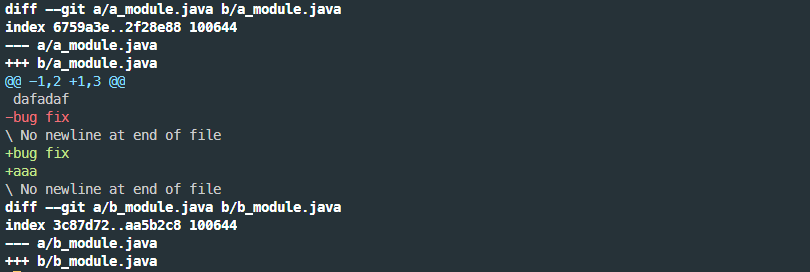 diff --git a/a_module.java b/a_module.java
index 6759a3e..2f28e88 100644
--- a/a_module.java
+++ b/a_module.java
@@ -1,2 +1,3 @@
 dafadaf
-bug fix
\ No newline at end of file
+bug fix
+aaa
\ No newline at end of file
diff --git a/b_module.java b/b_module.java
index 3c87d72..aa5b2c8 100644
--- a/b_module.java
+++ b/b_module.java